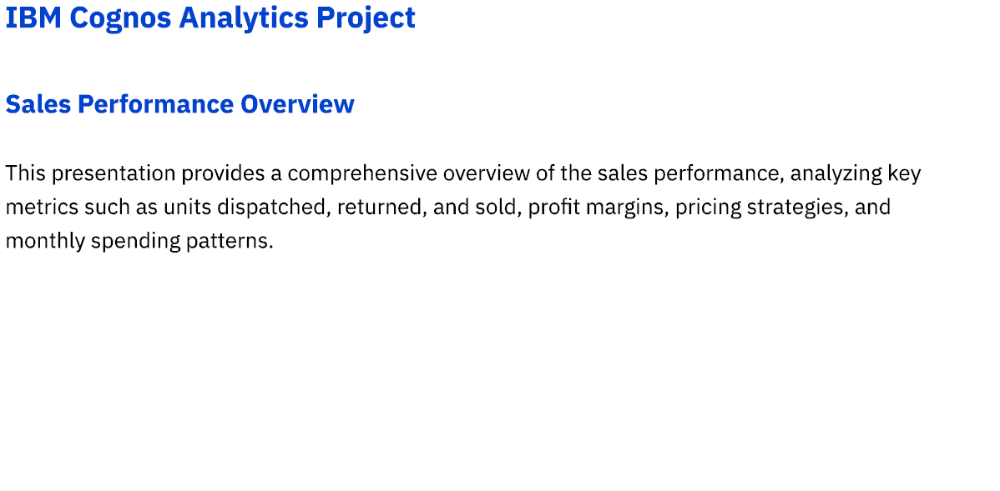 IBM Cognos Analytics Project
Sales Performance Overview
This presentation provides a comprehensive overview of the sales performance, analyzing key
metrics such as units dispatched, returned, and sold, profit margins, pricing strategies, and
monthly spending patterns.